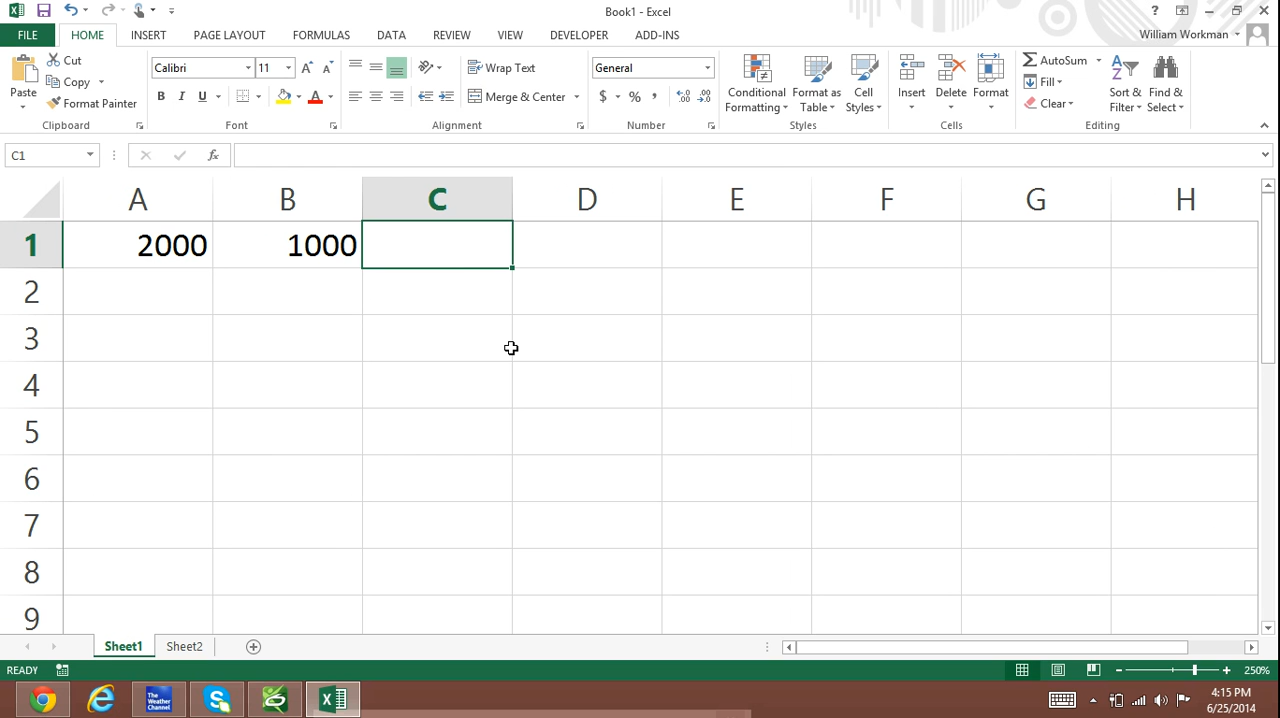 Book1 - Excel
?
FILE HOME INSERT PAGE LAYOUT FORMULAS DATA REVIEW VIEW DEVELOPER ADD-INS William Workman
Paste Cut Copy Format Painter
Clipboard
Calibri 11
B I U
Font
Wrap Text
Merge & Center
Alignment
General
$ % ,
Number
Conditional Formatting
Format as Table
Cell Styles
Styles
Insert Delete Format
Cells
AutoSum
Fill
Clear
Sort & Filter
Find & Select
Editing
C1 fx
A B C D E F G H
1 2000 1000
2
3
4
5
6
7
8
9
Sheet1 Sheet2
READY 250%
The Weather Channel
4:15 PM
6/25/2014